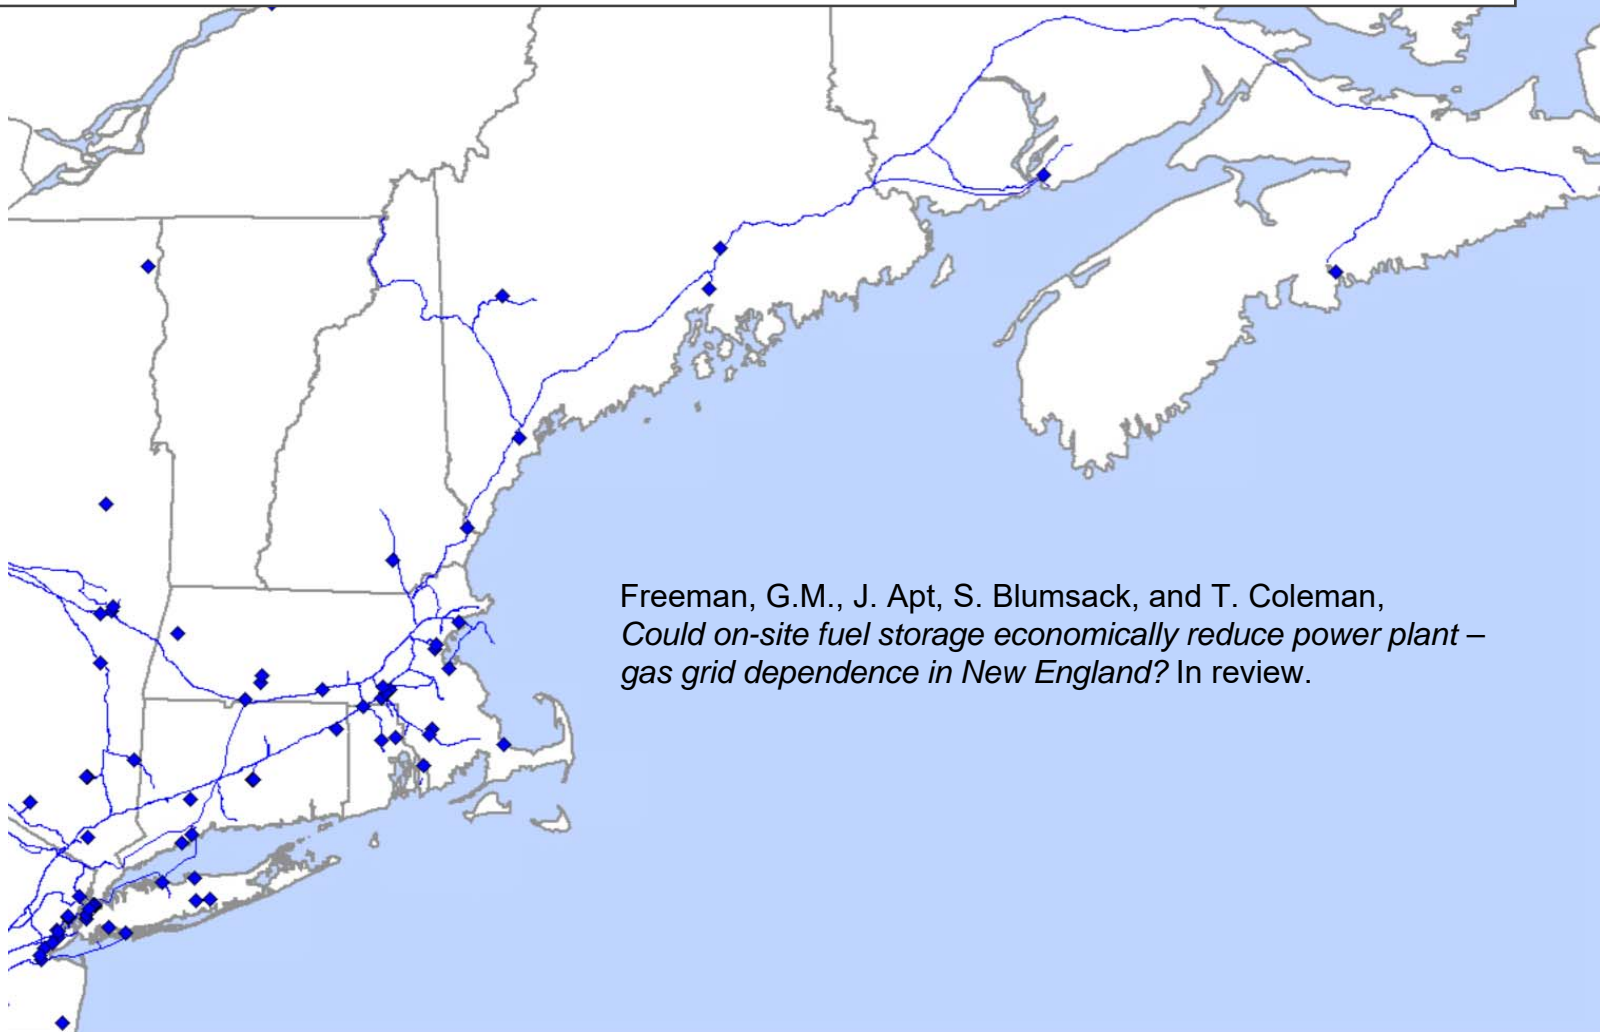 Freeman, G.M., J. Apt, S. Blumsack, and T. Coleman,
Could on-site fuel storage economically reduce power plant –
gas grid dependence in New England? In review.